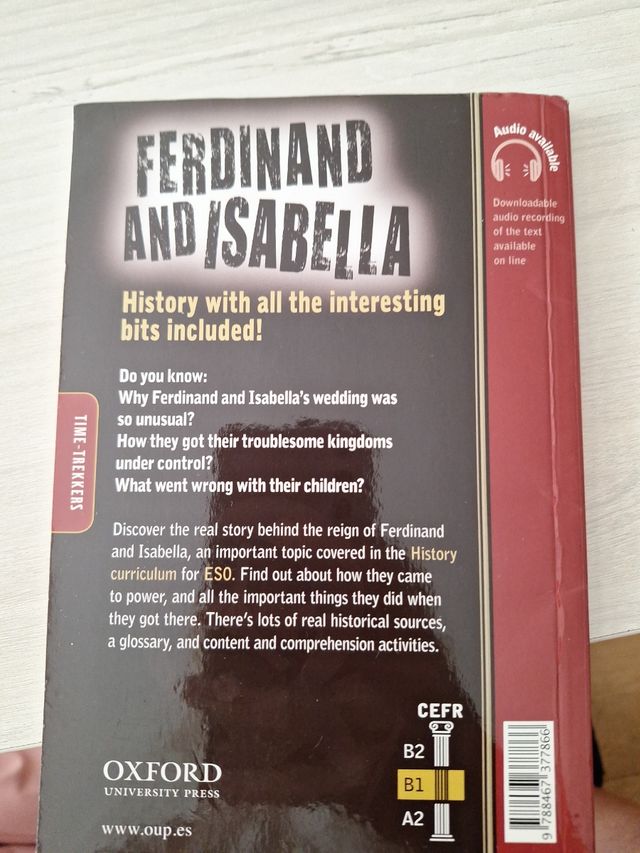 FERDINAND
AND ISABELLA
History with all the interesting
bits included!
Do you know:
Why Ferdinand and Isabella's wedding was
so unusual?
How they got their troublesome kingdoms
under control?
What went wrong with their children?
Discover the real story behind the reign of Ferdinand
and Isabella, an important topic covered in the History
curriculum for ESO. Find out about how they came
to power, and all the important things they did when
they got there. There's lots of real historical sources,
a glossary, and content and comprehension activities.
TIME-TREKKERS
Audio available
Downloadable
audio recording
of the text
available
on line
CEFR
B2
B1
A2
OXFORD
UNIVERSITY PRESS
www.oup.es
9 788467 377866